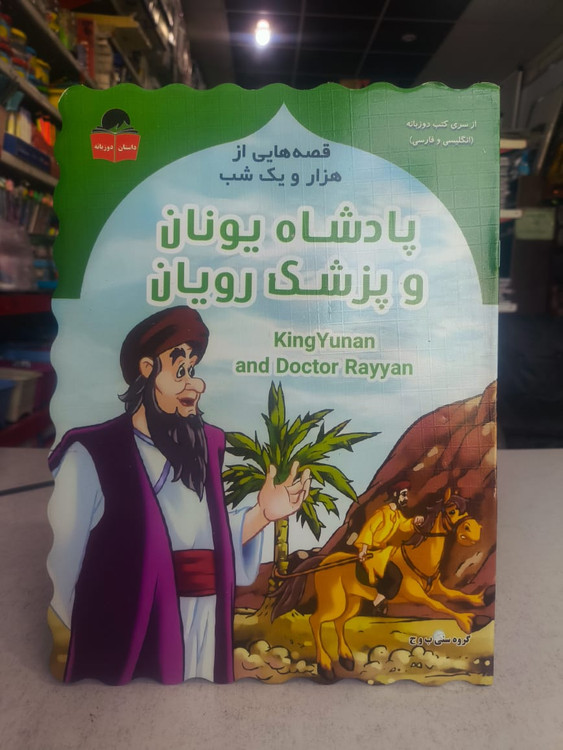 از سری کتب دوزبانه
(انگلیسی و فارسی)
داستان دوزبانه
قصه‌هایی از
هزار و یک شب
پادشاه یونان
و پزشک رویان
KingYunan
and Doctor Rayyan
گروه سنی ب و ج